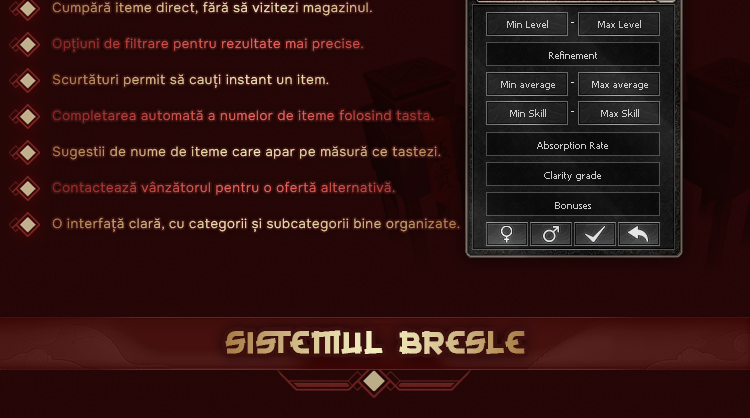 Cumpără iteme direct, fără să vizitezi magazinul.
Opțiuni de filtrare pentru rezultate mai precise.
Scurtături permit să cauți instant un item.
Completarea automată a numelor de iteme folosind tasta.
Sugestii de nume de iteme care apar pe măsură ce tastezi.
Contactează vânzătorul pentru o ofertă alternativă.
O interfață clară, cu categorii și subcategorii bine organizate.
Min Level - Max Level
Refinement
Min average - Max average
Min Skill - Max Skill
Absorption Rate
Clarity grade
Bonuses
SISTEMUL BRESLE